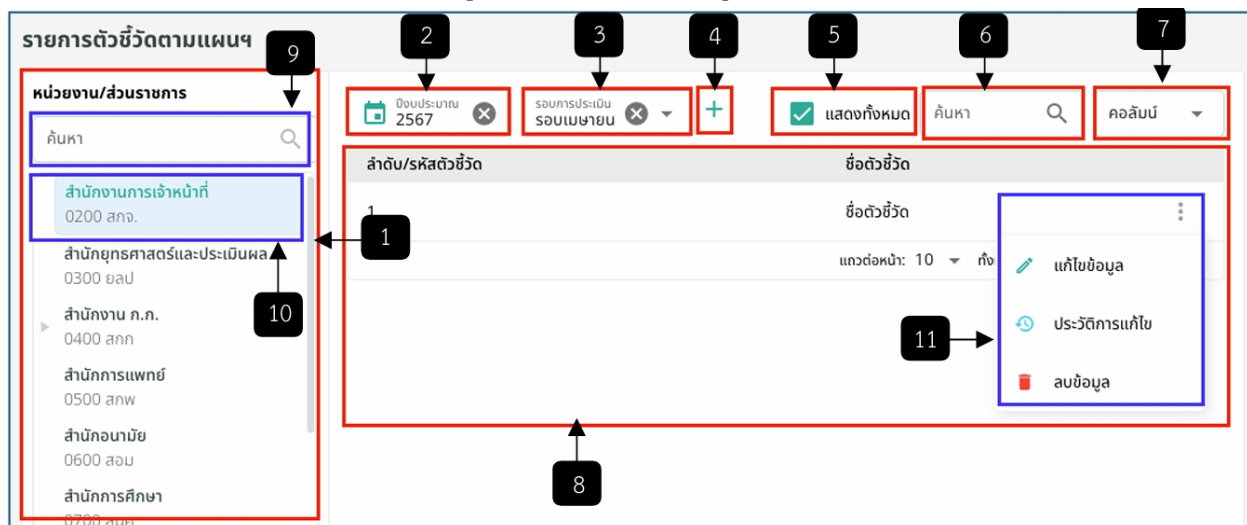 รายการตัวชี้วัดตามแผนฯ
9
2
3
4
5
6
7
หน่วยงาน/ส่วนราชการ
ค้นหา
สำนักงานการเจ้าหน้าที่
0200 สกจ.
สำนักยุทธศาสตร์และประเมินผล
0300 ยลป
สำนักงาน ก.ก.
0400 สกก
สำนักการแพทย์
0500 สกพ
สำนักอนามัย
0600 สอม
สำนักการศึกษา
1
10
ปีงบประมาณ
2567
รอบการประเมิน
รอบเมษายน
แสดงทั้งหมด
ค้นหา
คอลัมน์
ลำดับ/รหัสตัวชี้วัด ชื่อตัวชี้วัด
1 ชื่อตัวชี้วัด
แถวต่อหน้า: 10
แก้ไขข้อมูล
ประวัติการแก้ไข
ลบข้อมูล
11
8